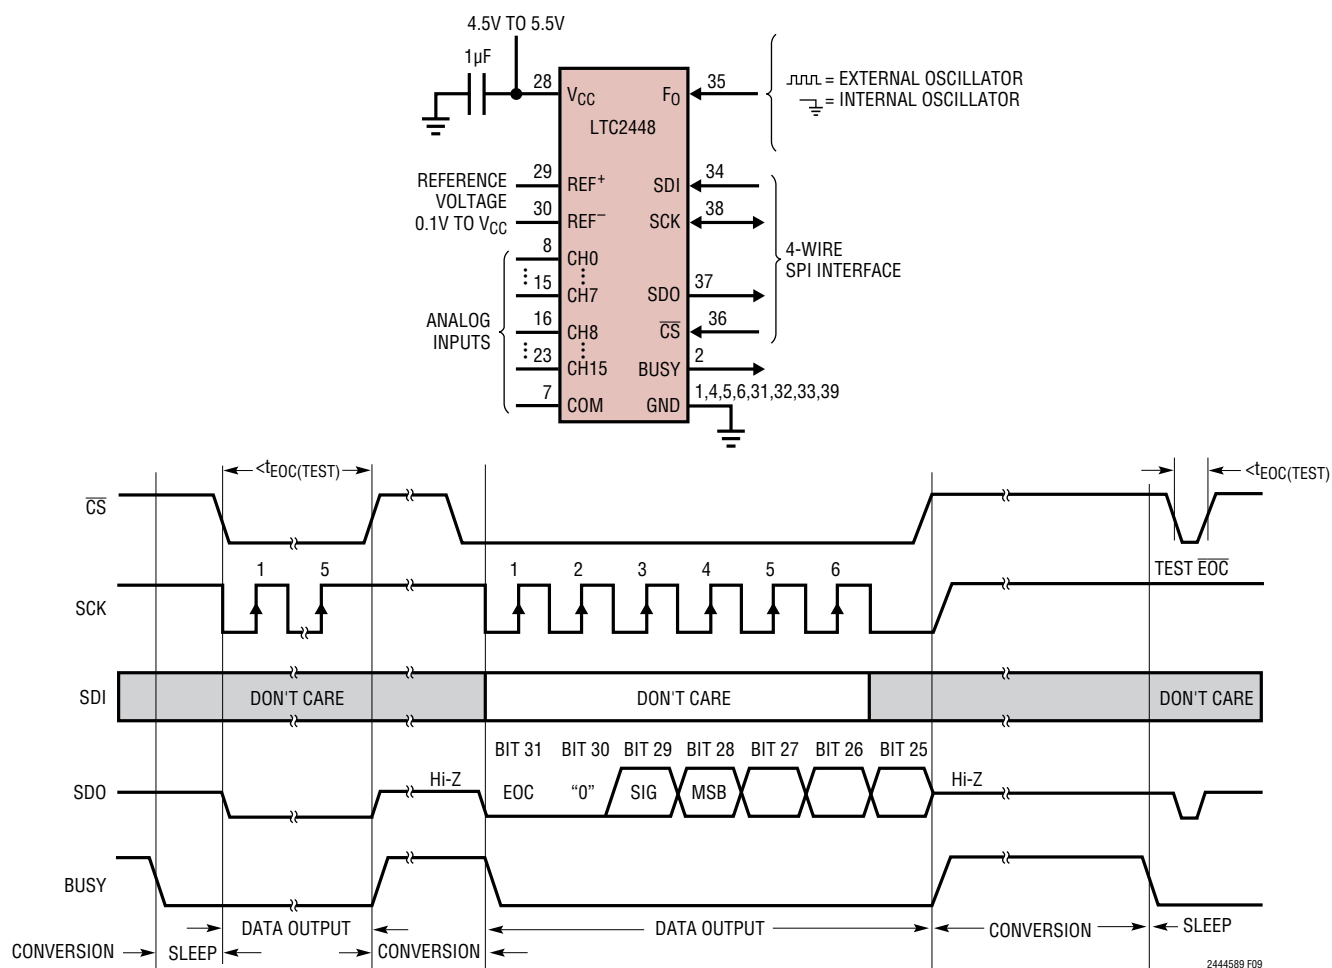 4.5V TO 5.5V
1µF
28
VCC
FO
35
= EXTERNAL OSCILLATOR
= INTERNAL OSCILLATOR
LTC2448
REFERENCE
VOLTAGE
0.1V TO VCC
29
REF+
SDI
34
30
REF–
SCK
38
4-WIRE
SPI INTERFACE
ANALOG
INPUTS
8
CH0
15
CH7
SDO
37
16
CH8
CS
36
23
CH15
BUSY
2
7
COM
GND
1,4,5,6,31,32,33,39
<tEOC(TEST)
<tEOC(TEST)
CS
TEST EOC
SCK
1
5
1
2
3
4
5
6
SDI
DON'T CARE
DON'T CARE
DON'T CARE
BIT 31
BIT 30
BIT 29
BIT 28
BIT 27
BIT 26
BIT 25
SDO
Hi-Z
EOC
“0”
SIG
MSB
Hi-Z
BUSY
DATA OUTPUT
DATA OUTPUT
CONVERSION
SLEEP
CONVERSION
SLEEP
CONVERSION
2444589 F09